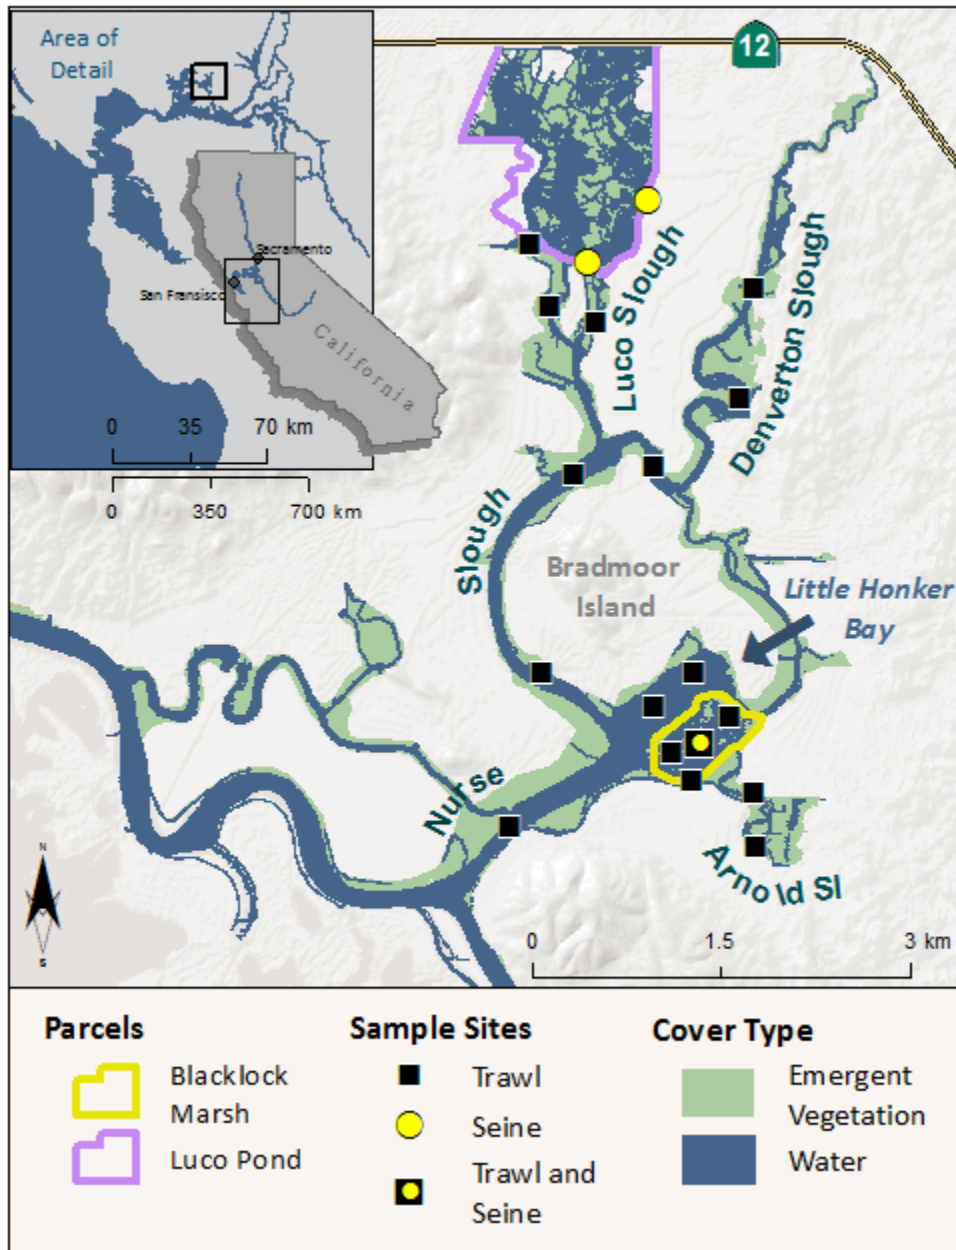 Area of
Detail
Sacramento
San Fransisco
California
0 35 70 km
0 350 700 km
12
Luco Slough
Denverton Slough
Slough
Bradmoor
Island
Little Honker
Bay
Nurse
Arnold Sl
N
S
0 1.5 3 km
Parcels
Blacklock
Marsh
Luco Pond
Sample Sites
Trawl
Seine
Trawl and
Seine
Cover Type
Emergent
Vegetation
Water